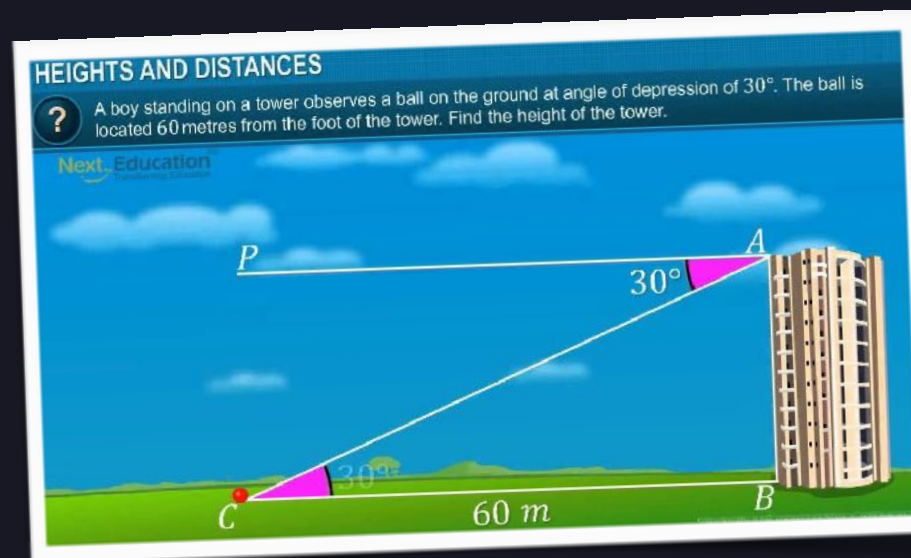 HEIGHTS AND DISTANCES
? A boy standing on a tower observes a ball on the ground at angle of depression of 30°. The ball is
located 60 metres from the foot of the tower. Find the height of the tower.
Next Education
P
A
30°
30°
C
60 m
B